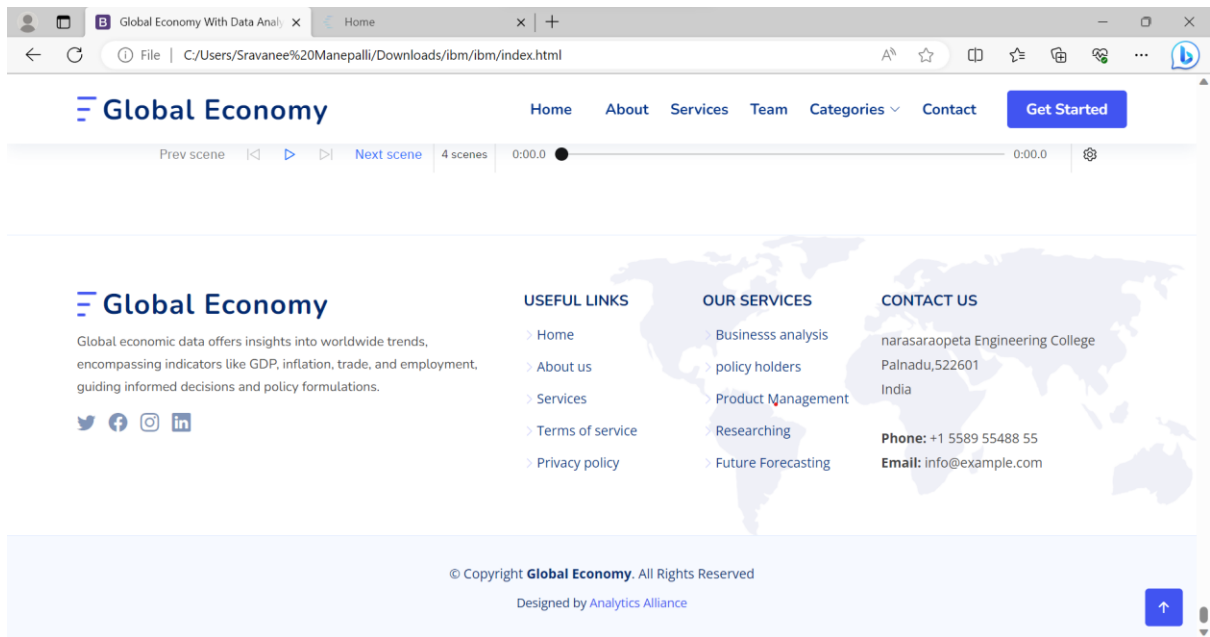 Global Economy With Data Analy
Home
File | C:/Users/Sravanee%20Manepalli/Downloads/ibm/ibm/index.html
Global Economy
Home About Services Team Categories Contact Get Started
Prev scene Next scene 4 scenes 0:00.0 0:00.0
Global Economy
Global economic data offers insights into worldwide trends,
encompassing indicators like GDP, inflation, trade, and employment,
guiding informed decisions and policy formulations.
USEFUL LINKS
Home
About us
Services
Terms of service
Privacy policy
OUR SERVICES
Businesss analysis
policy holders
Product Management
Researching
Future Forecasting
CONTACT US
narasaraopeta Engineering College
Palnadu,522601
India
Phone: +1 5589 55488 55
Email: info@example.com
© Copyright Global Economy. All Rights Reserved
Designed by Analytics Alliance